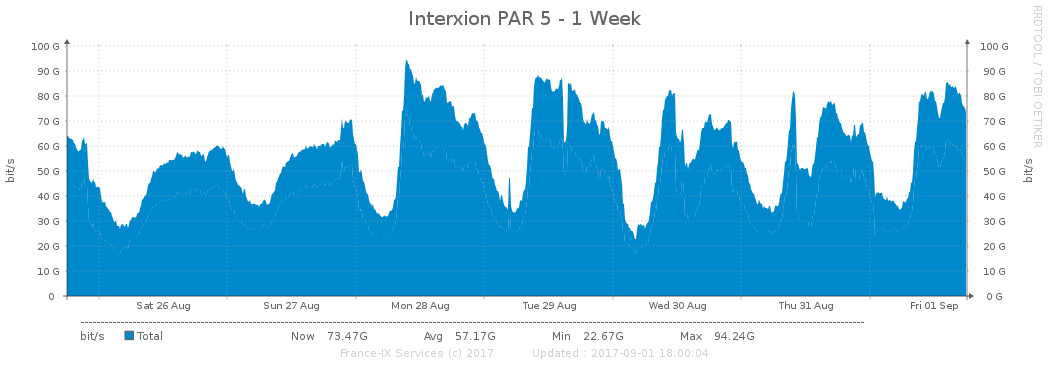 Interxion PAR 5 - 1 Week
RRDTOOL / TOBI OETIKER
100 G 100 G
90 G 90 G
80 G 80 G
70 G 70 G
60 G 60 G
50 G 50 G
40 G 40 G
30 G 30 G
20 G 20 G
10 G 10 G
0 0 G
bit/s
bit/s
Sat 26 Aug Sun 27 Aug Mon 28 Aug Tue 29 Aug Wed 30 Aug Thu 31 Aug Fri 01 Sep
bit/s Total Now 73.47G Avg 57.17G Min 22.67G Max 94.24G
France-IX Services (c) 2017 Updated : 2017-09-01 18:00:04